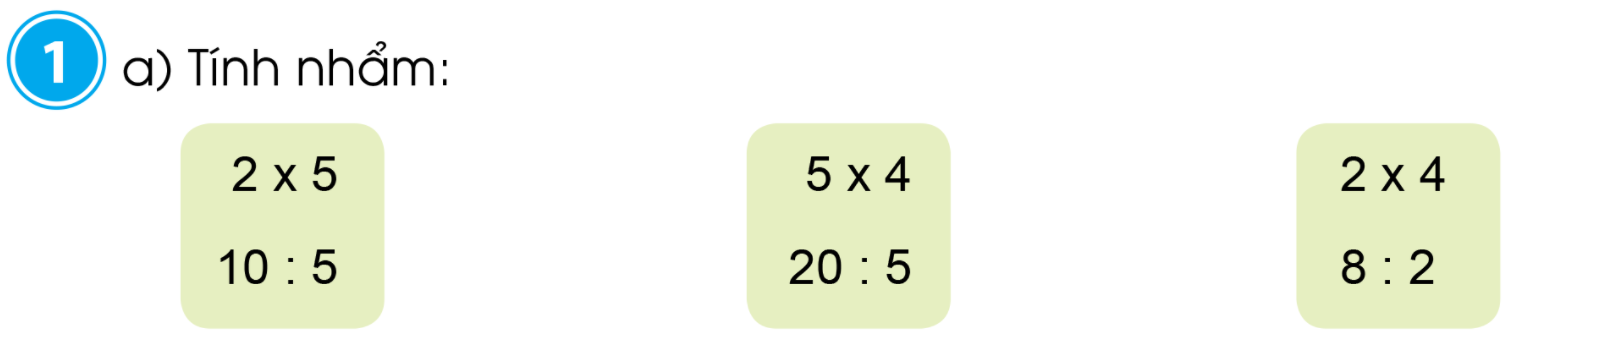 1 a) Tính nhẩm:
2 x 5 5 x 4 2 x 4
10 : 5 20 : 5 8 : 2